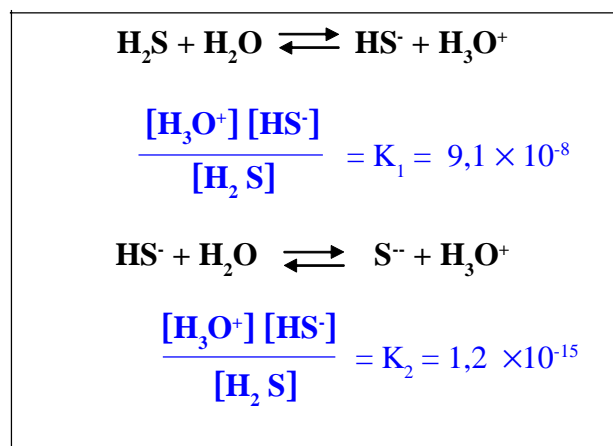 H₂S + H₂O ⇌ HS⁻ + H₃O⁺
[H₃O⁺] [HS⁻]
= K₁ = 9,1 × 10⁻⁸
[H₂ S]
HS⁻ + H₂O ⇌ S⁻⁻ + H₃O⁺
[H₃O⁺] [HS⁻]
= K₂ = 1,2 ×10⁻¹⁵
[H₂ S]